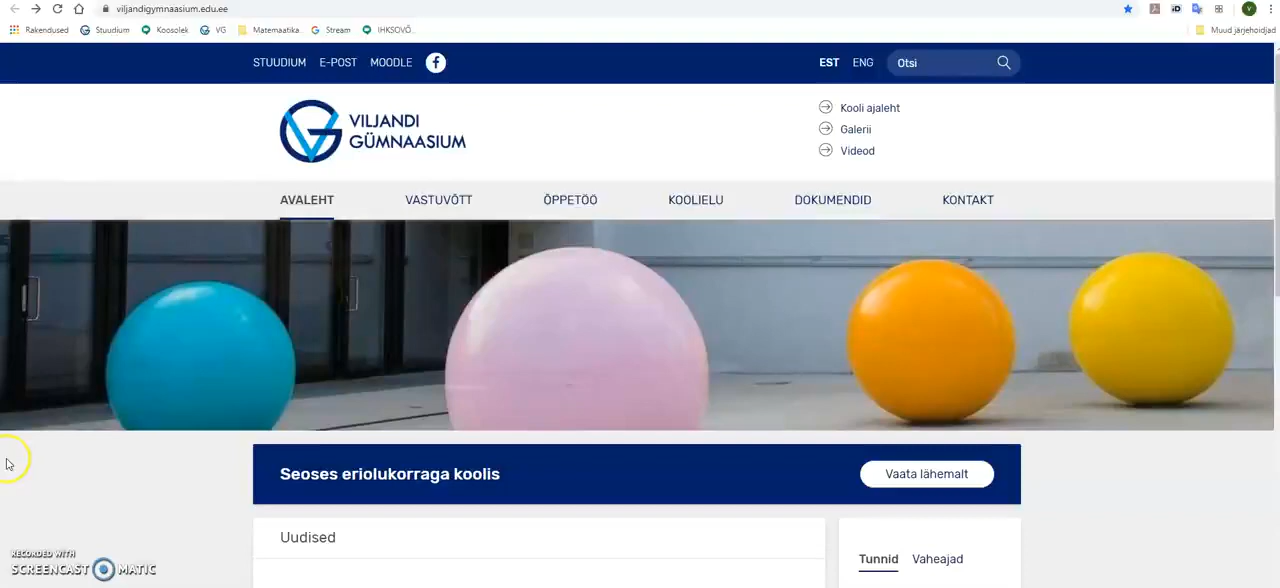 viljandigymnaasium.edu.ee
Rakendused Stuudium Koosolek VG Matemaatika.. Stream IHKSOVÕ.. Muud järjehoidjad
STUUDIUM E-POST MOODLE EST ENG Otsi
VILJANDI
GÜMNAASIUM
Kooli ajaleht
Galerii
Videod
AVALEHT VASTUVÕTT ÕPPETÖÖ KOOLIELU DOKUMENDID KONTAKT
Seoses eriolukorraga koolis Vaata lähemalt
Uudised
Tunnid Vaheajad
RECORDED WITH
SCREENCAST MATIC